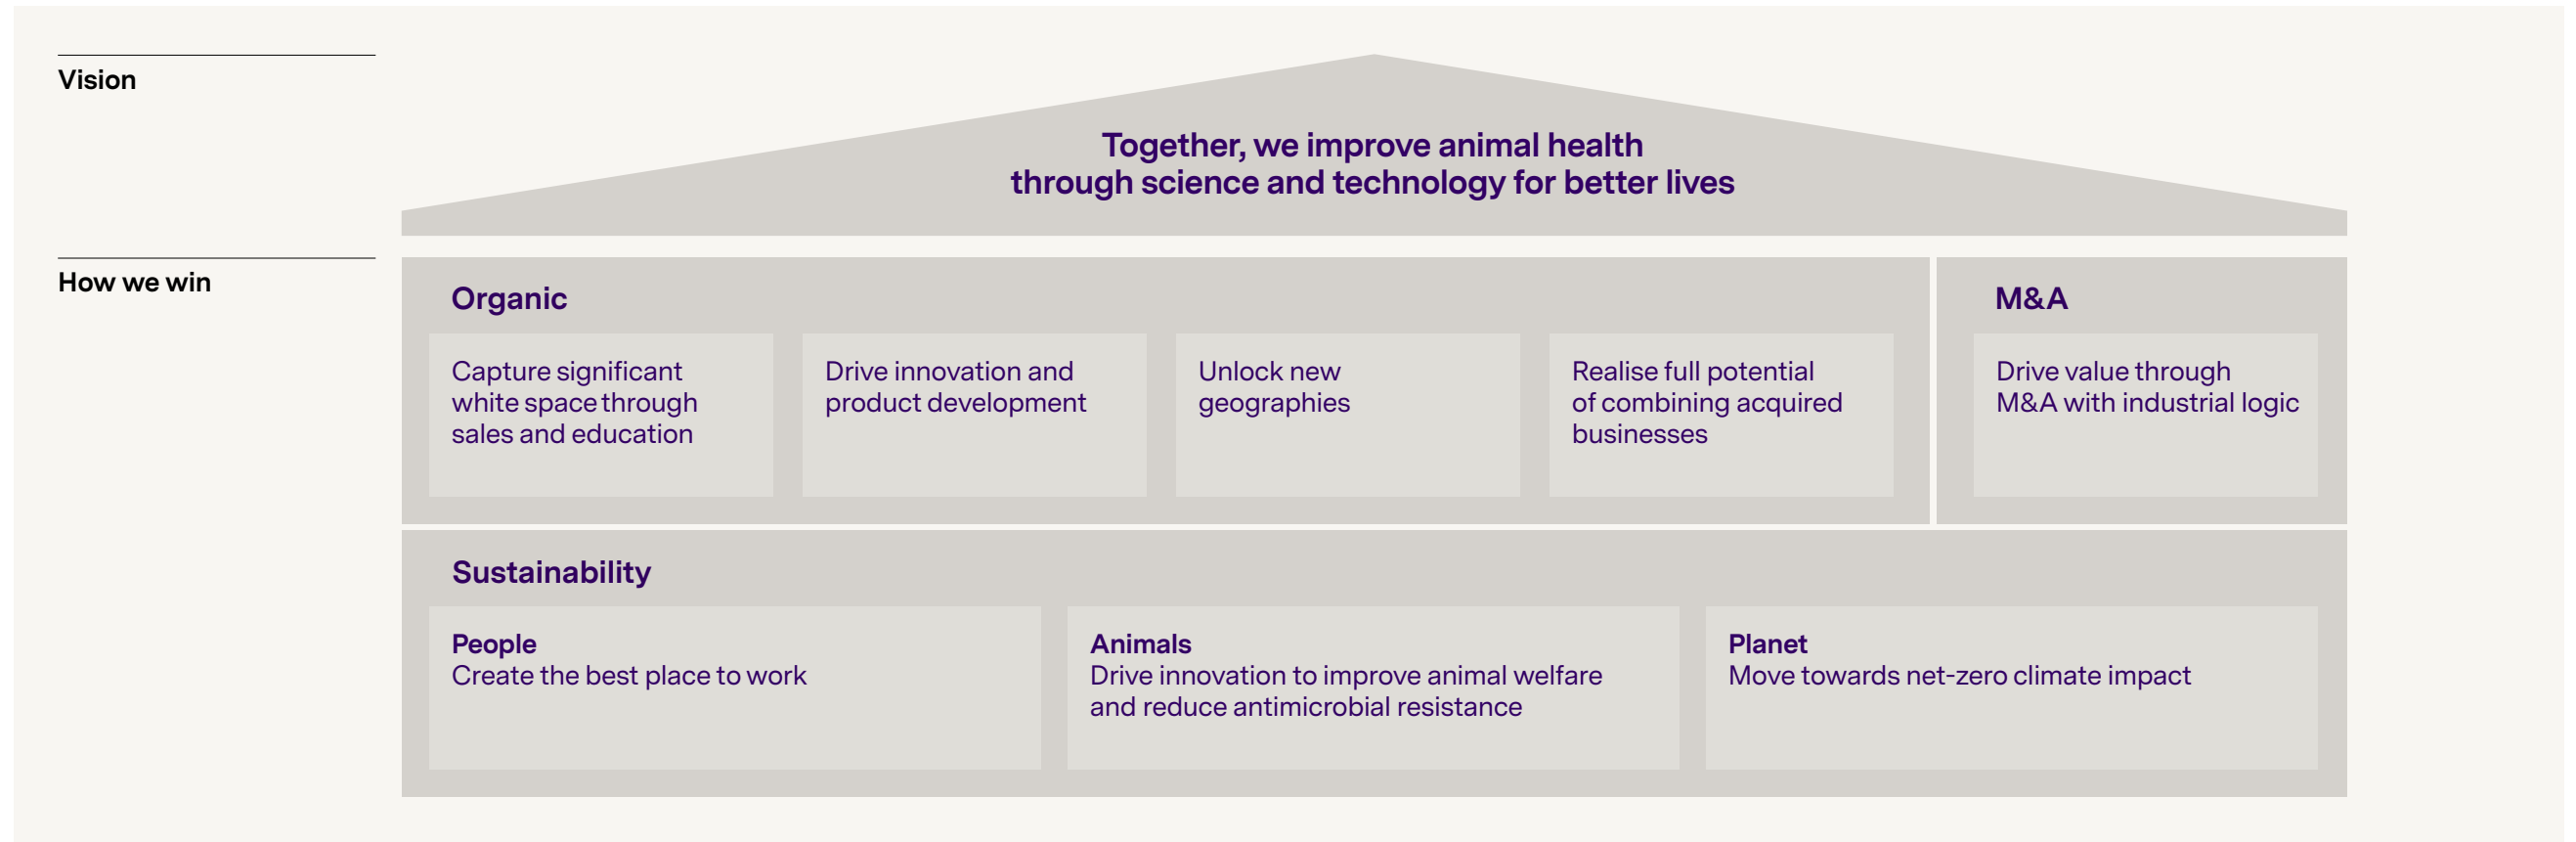 Vision
Together, we improve animal health
through science and technology for better lives
How we win
Organic
Capture significant
white space through
sales and education
Drive innovation and
product development
Unlock new
geographies
Realise full potential
of combining acquired
businesses
M&A
Drive value through
M&A with industrial logic
Sustainability
People
Create the best place to work
Animals
Drive innovation to improve animal welfare
and reduce antimicrobial resistance
Planet
Move towards net-zero climate impact